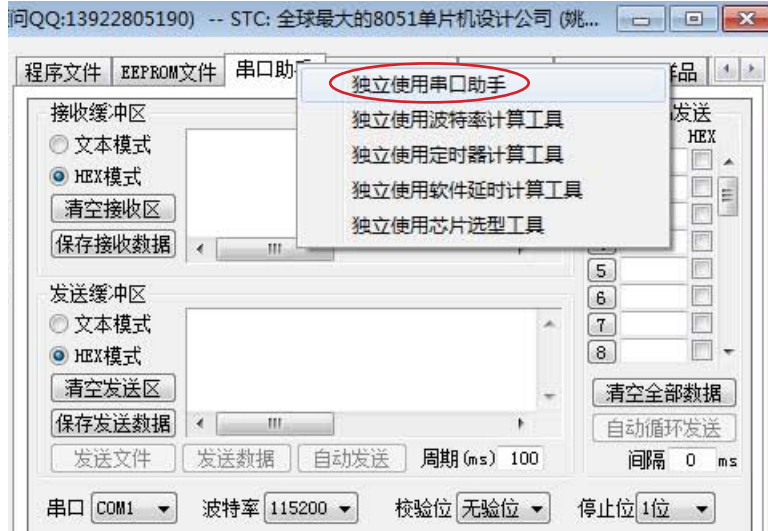 问QQ:13922805190) -- STC: 全球最大的8051单片机设计公司 (姚...
程序文件 EEPROM文件 串口助 样品
独立使用串口助手
独立使用波特率计算工具
独立使用定时器计算工具
独立使用软件延时计算工具
独立使用芯片选型工具
接收缓冲区
文本模式
HEX模式
清空接收区
保存接收数据
发送
HEX
5
6
7
8
发送缓冲区
文本模式
HEX模式
清空发送区
保存发送数据
清空全部数据
自动循环发送
发送文件 发送数据 自动发送 周期(ms) 100
间隔 0 ms
串口 COM1 波特率 115200 校验位 无验位 停止位 1位